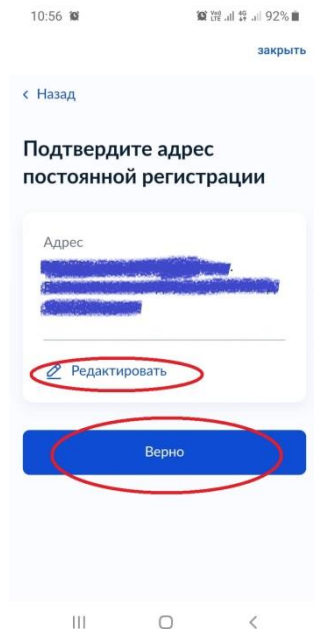 10:56 92%
закрыть
Назад
Подтвердите адрес
постоянной регистрации
Адрес
Редактировать
Верно